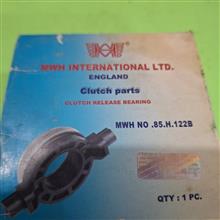 MWH INTERNATIONAL LTD.
ENGLAND
Clutch parts
CLUTCH RELEASE BEARING
MWH NO .85.H.122B
QTY : 1 PC.